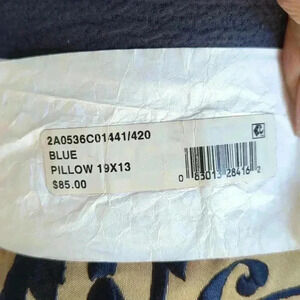 2A0536C01441/420
BLUE
PILLOW 19X13
$85.00
0 63013 28416 2